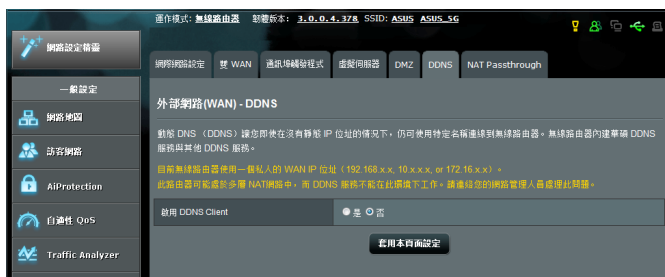 運作模式: 無線路由器 韌體版本: 3.0.0.4.378 SSID: ASUS ASUS_5G
網路設定精靈
網際網路設定 雙 WAN 通訊埠觸發程式 虛擬伺服器 DMZ DDNS NAT Passthrough
一般設定
外部網路(WAN) - DDNS
網路地圖
動態 DNS （DDNS）讓您即使在沒有靜態 IP 位址的情況下，仍可使用特定名稱連線到無線路由器。無線路由器內建華碩 DDNS
服務與其他 DDNS 服務。
訪客網路
目前無線路由器使用一個私人的 WAN IP 位址（192.168.x.x, 10.x.x.x, or 172.16.x.x）。
此路由器可能處於多層 NAT網路中，而 DDNS 服務不能在此環境下工作。請連絡您的網路管理人員處理此問題。
AiProtection
啟用 DDNS Client 是 否
自適性 QoS
套用本頁面設定
Traffic Analyzer